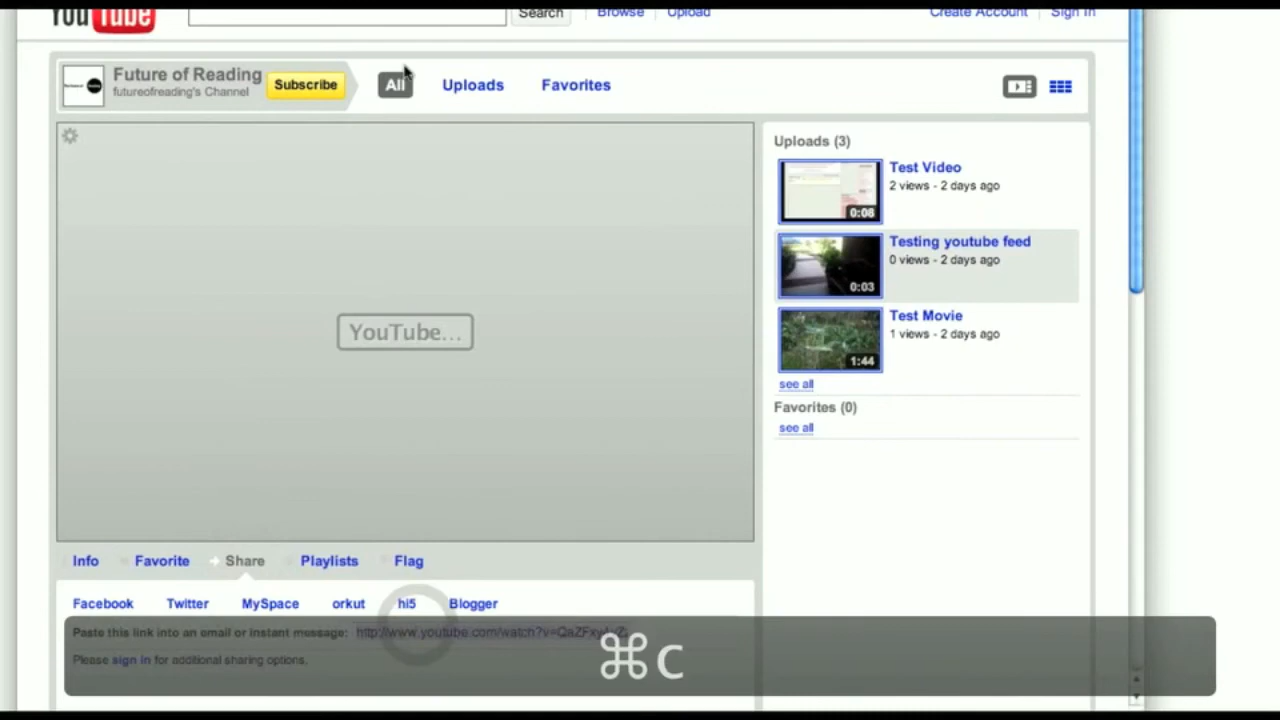 YouTube
Search
Browse
Upload
Create Account
Sign In
Future of Reading
futureofreading's Channel
Subscribe
All
Uploads
Favorites
YouTube...
Uploads (3)
Test Video
2 views - 2 days ago
0:08
Testing youtube feed
0 views - 2 days ago
0:03
Test Movie
1 views - 2 days ago
1:44
see all
Favorites (0)
see all
Info
Favorite
Share
Playlists
Flag
Facebook
Twitter
MySpace
orkut
hi5
Blogger
Paste this link into an email or instant message:
Please sign in for additional sharing options.
⌘C